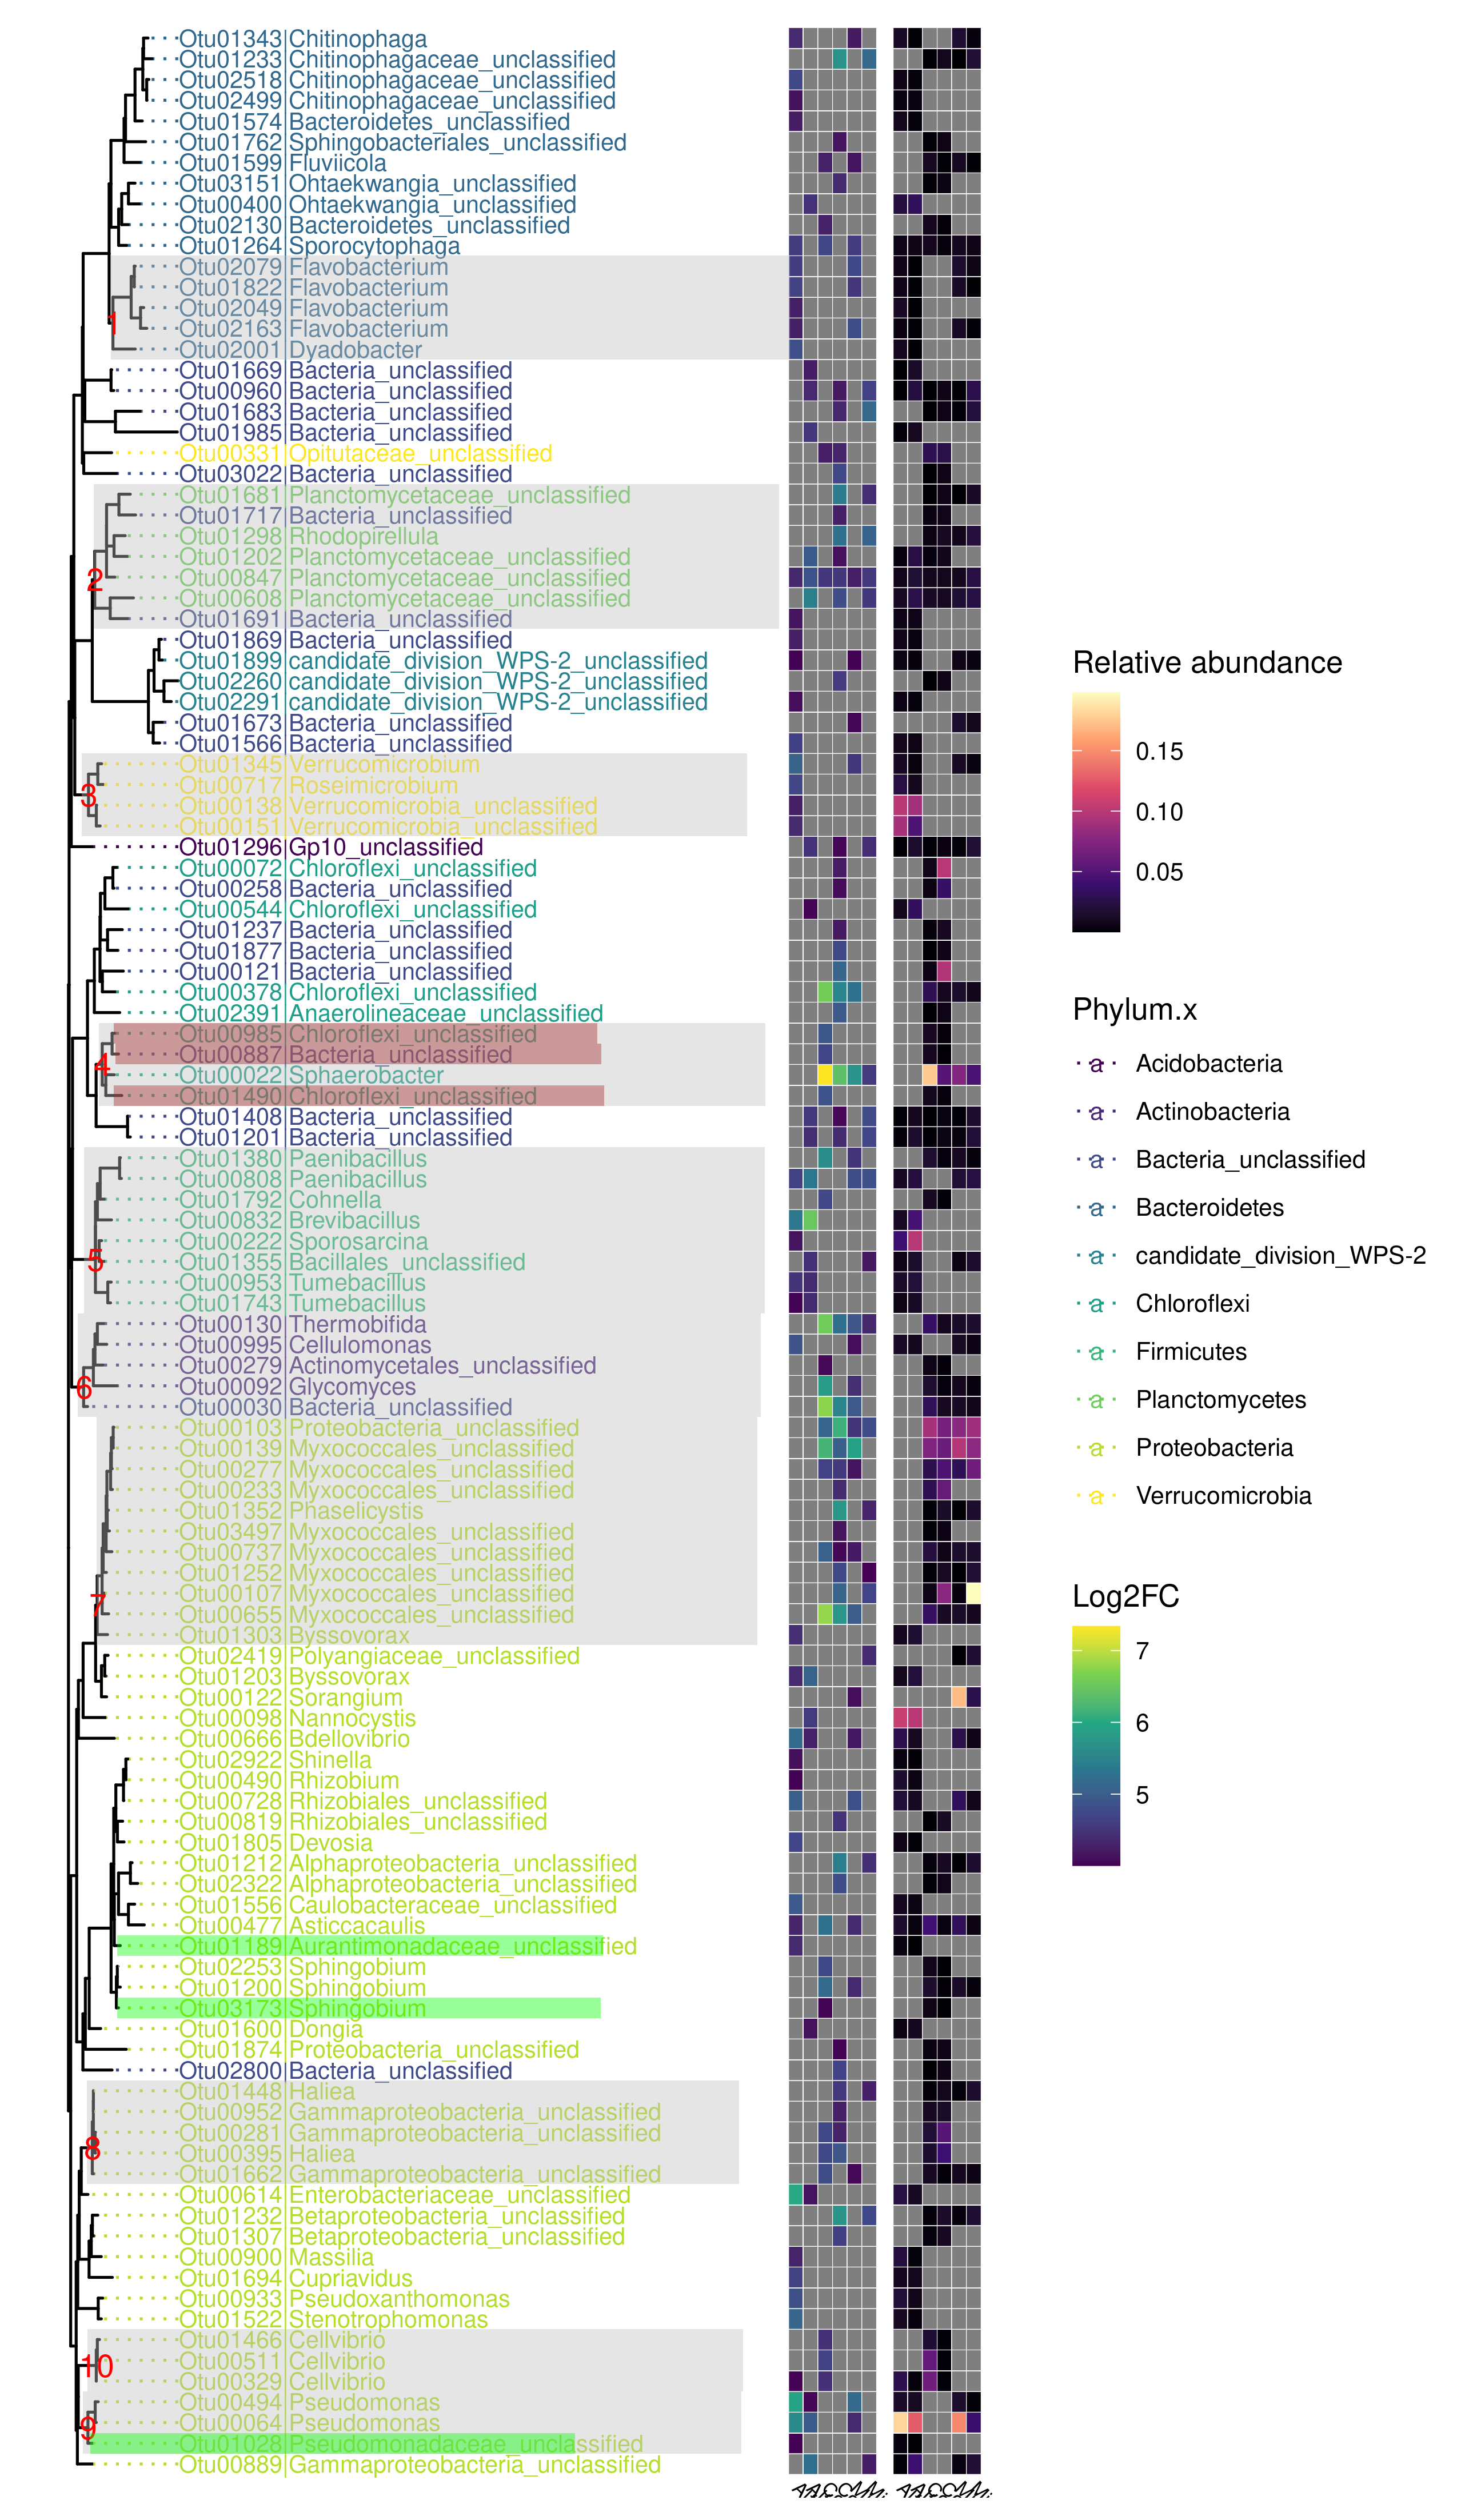 Otu01343|Chitinophaga
Otu01233|Chitinophagaceae_unclassified
Otu02518|Chitinophagaceae_unclassified
Otu02499|Chitinophagaceae_unclassified
Otu01574|Bacteroidetes_unclassified
Otu01762|Sphingobacteriales_unclassified
Otu01599|Fluviicola
Otu03151|Ohtaekwangia_unclassified
Otu00400|Ohtaekwangia_unclassified
Otu02130|Bacteroidetes_unclassified
Otu01264|Sporocytophaga
Otu02079|Flavobacterium
Otu01822|Flavobacterium
Otu02049|Flavobacterium
1
Otu02163|Flavobacterium
Otu02001|Dyadobacter
Otu01669|Bacteria_unclassified
Otu00960|Bacteria_unclassified
Otu01683|Bacteria_unclassified
Otu01985|Bacteria_unclassified
Otu00331|Opitutaceae_unclassified
Otu03022|Bacteria_unclassified
Otu01681|Planctomycetaceae_unclassified
Otu01717|Bacteria_unclassified
Otu01298|Rhodopirellula
Otu01202|Planctomycetaceae_unclassified
2
Otu00847|Planctomycetaceae_unclassified
Otu00608|Planctomycetaceae_unclassified
Otu01691|Bacteria_unclassified
Otu01869|Bacteria_unclassified
Otu01899|candidate_division_WPS-2_unclassified
Otu02260|candidate_division_WPS-2_unclassified
Otu02291|candidate_division_WPS-2_unclassified
Otu01673|Bacteria_unclassified
Otu01566|Bacteria_unclassified
Otu01345|Verrucomicrobium
Otu00717|Roseimicrobium
3
Otu00138|Verrucomicrobia_unclassified
Otu00151|Verrucomicrobia_unclassified
Otu01296|Gp10_unclassified
Otu00072|Chloroflexi_unclassified
Otu00258|Bacteria_unclassified
Otu00544|Chloroflexi_unclassified
Otu01237|Bacteria_unclassified
Otu01877|Bacteria_unclassified
Otu00121|Bacteria_unclassified
Otu00378|Chloroflexi_unclassified
Otu02391|Anaerolineaceae_unclassified
Otu00985|Chloroflexi_unclassified
Otu00887|Bacteria_unclassified
4
Otu00022|Sphaerobacter
Otu01490|Chloroflexi_unclassified
Otu01408|Bacteria_unclassified
Otu01201|Bacteria_unclassified
Otu01380|Paenibacillus
Otu00808|Paenibacillus
Otu01792|Cohnella
Otu00832|Brevibacillus
Otu00222|Sporosarcina
5
Otu01355|Bacillales_unclassified
Otu00953|Tumebacillus
Otu01743|Tumebacillus
Otu00130|Thermobifida
Otu00995|Cellulomonas
Otu00279|Actinomycetales_unclassified
6
Otu00092|Glycomyces
Otu00030|Bacteria_unclassified
Otu00103|Proteobacteria_unclassified
Otu00139|Myxococcales_unclassified
Otu00277|Myxococcales_unclassified
Otu00233|Myxococcales_unclassified
Otu01352|Phaselicystis
Otu03497|Myxococcales_unclassified
Otu00737|Myxococcales_unclassified
Otu01252|Myxococcales_unclassified
Otu00107|Myxococcales_unclassified
7
Otu00655|Myxococcales_unclassified
Otu01303|Byssovorax
Otu02419|Polyangiaceae_unclassified
Otu01203|Byssovorax
Otu00122|Sorangium
Otu00098|Nannocystis
Otu00666|Bdellovibrio
Otu02922|Shinella
Otu00490|Rhizobium
Otu00728|Rhizobiales_unclassified
Otu00819|Rhizobiales_unclassified
Otu01805|Devosia
Otu01212|Alphaproteobacteria_unclassified
Otu02322|Alphaproteobacteria_unclassified
Otu01556|Caulobacteraceae_unclassified
Otu00477|Asticcacaulis
Otu01189|Aurantimonadaceae_unclassified
Otu02253|Sphingobium
Otu01200|Sphingobium
Otu03173|Sphingobium
Otu01600|Dongia
Otu01874|Proteobacteria_unclassified
Otu02800|Bacteria_unclassified
Otu01448|Haliea
Otu00952|Gammaproteobacteria_unclassified
Otu00281|Gammaproteobacteria_unclassified
8
Otu00395|Haliea
Otu01662|Gammaproteobacteria_unclassified
Otu00614|Enterobacteriaceae_unclassified
Otu01232|Betaproteobacteria_unclassified
Otu01307|Betaproteobacteria_unclassified
Otu00900|Massilia
Otu01694|Cupriavidus
Otu00933|Pseudoxanthomonas
Otu01522|Stenotrophomonas
Otu01466|Cellvibrio
10
Otu00511|Cellvibrio
Otu00329|Cellvibrio
Otu00494|Pseudomonas
9
Otu00064|Pseudomonas
Otu01028|Pseudomonadaceae_unclassified
Otu00889|Gammaproteobacteria_unclassified
Relative abundance
0.15
0.10
0.05
Phylum.x
a Acidobacteria
a Actinobacteria
a Bacteria_unclassified
a Bacteroidetes
a candidate_division_WPS-2
a Chloroflexi
a Firmicutes
a Planctomycetes
a Proteobacteria
a Verrucomicrobia
Log2FC
7
6
5